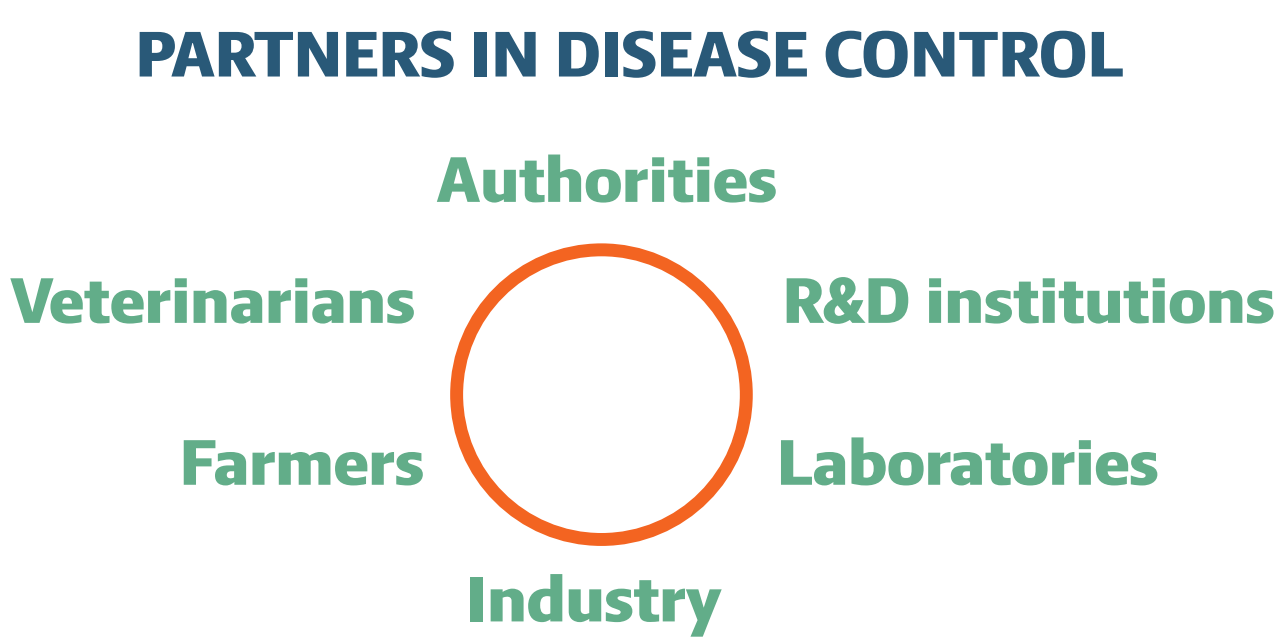 PARTNERS IN DISEASE CONTROL
Authorities
Veterinarians
R&D institutions
Farmers
Laboratories
Industry